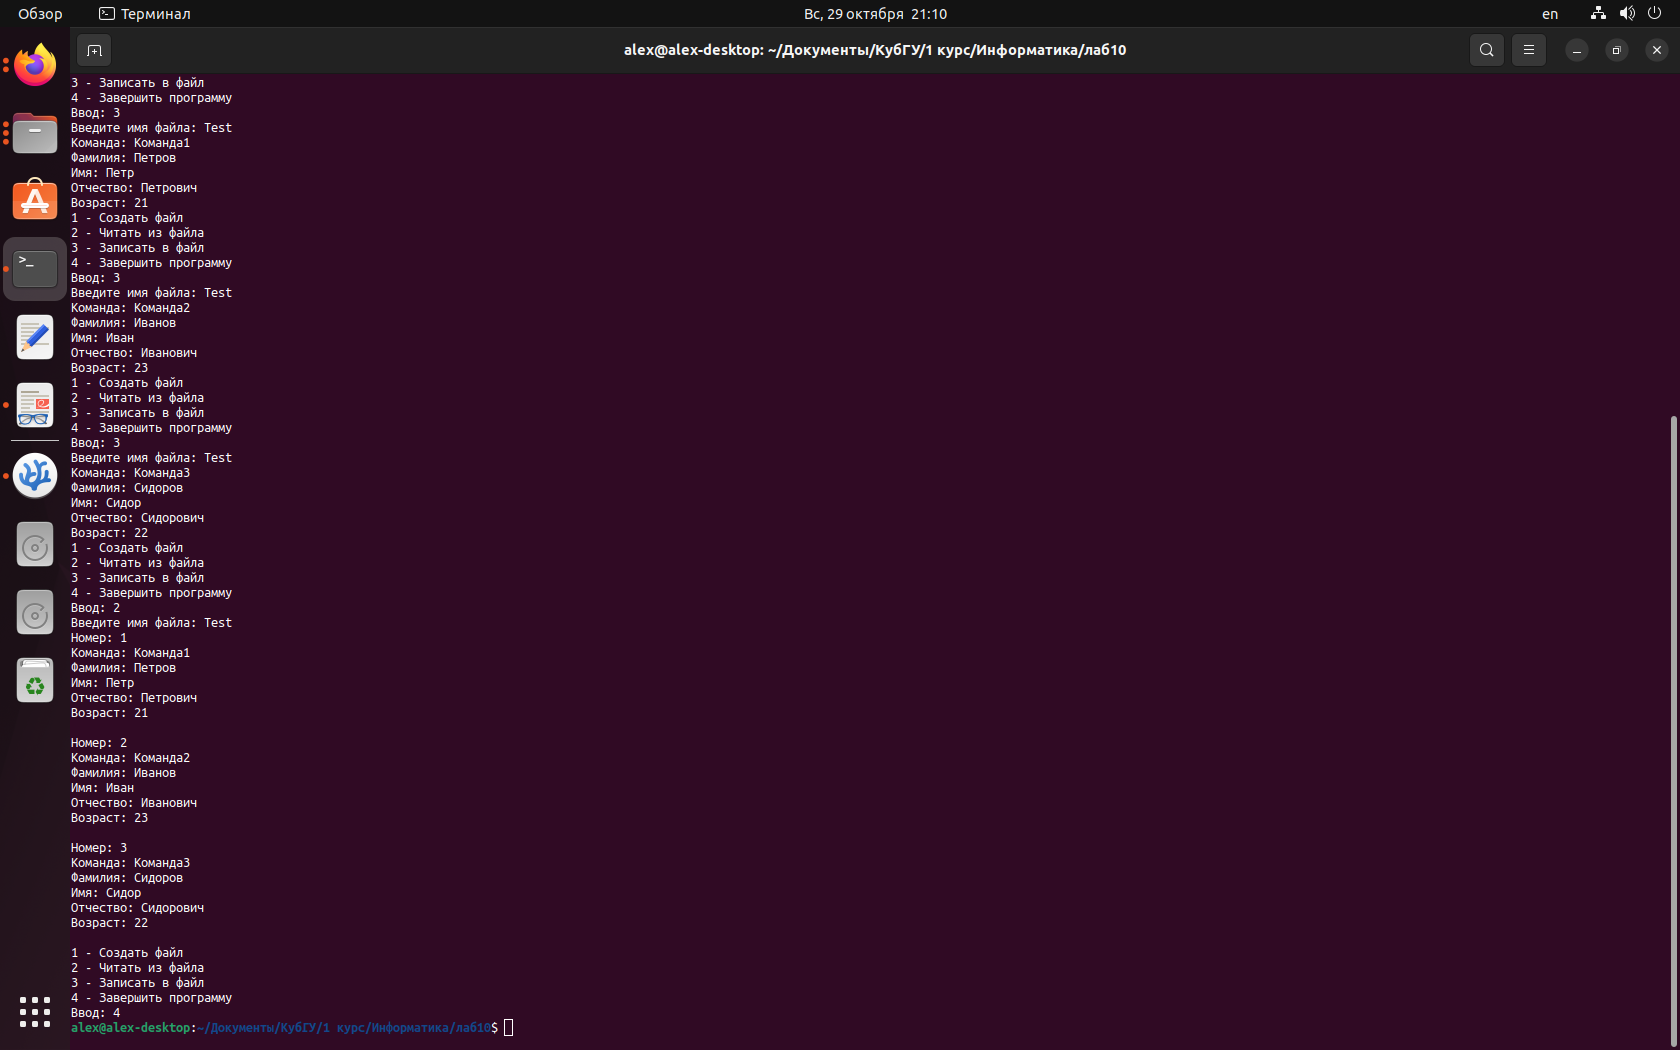 Обзор
Терминал
Вс, 29 октября 21:10
en
alex@alex-desktop: ~/Документы/КубГУ/1 курс/Информатика/лаб10
3 - Записать в файл
4 - Завершить программу
Ввод: 3
Введите имя файла: Test
Команда: Команда1
Фамилия: Петров
Имя: Петр
Отчество: Петрович
Возраст: 21
1 - Создать файл
2 - Читать из файла
3 - Записать в файл
4 - Завершить программу
Ввод: 3
Введите имя файла: Test
Команда: Команда2
Фамилия: Иванов
Имя: Иван
Отчество: Иванович
Возраст: 23
1 - Создать файл
2 - Читать из файла
3 - Записать в файл
4 - Завершить программу
Ввод: 3
Введите имя файла: Test
Команда: Команда3
Фамилия: Сидоров
Имя: Сидор
Отчество: Сидорович
Возраст: 22
1 - Создать файл
2 - Читать из файла
3 - Записать в файл
4 - Завершить программу
Ввод: 2
Введите имя файла: Test
Номер: 1
Команда: Команда1
Фамилия: Петров
Имя: Петр
Отчество: Петрович
Возраст: 21
Номер: 2
Команда: Команда2
Фамилия: Иванов
Имя: Иван
Отчество: Иванович
Возраст: 23
Номер: 3
Команда: Команда3
Фамилия: Сидоров
Имя: Сидор
Отчество: Сидорович
Возраст: 22
1 - Создать файл
2 - Читать из файла
3 - Записать в файл
4 - Завершить программу
Ввод: 4
alex@alex-desktop:~/Документы/КубГУ/1 курс/Информатика/лаб10$